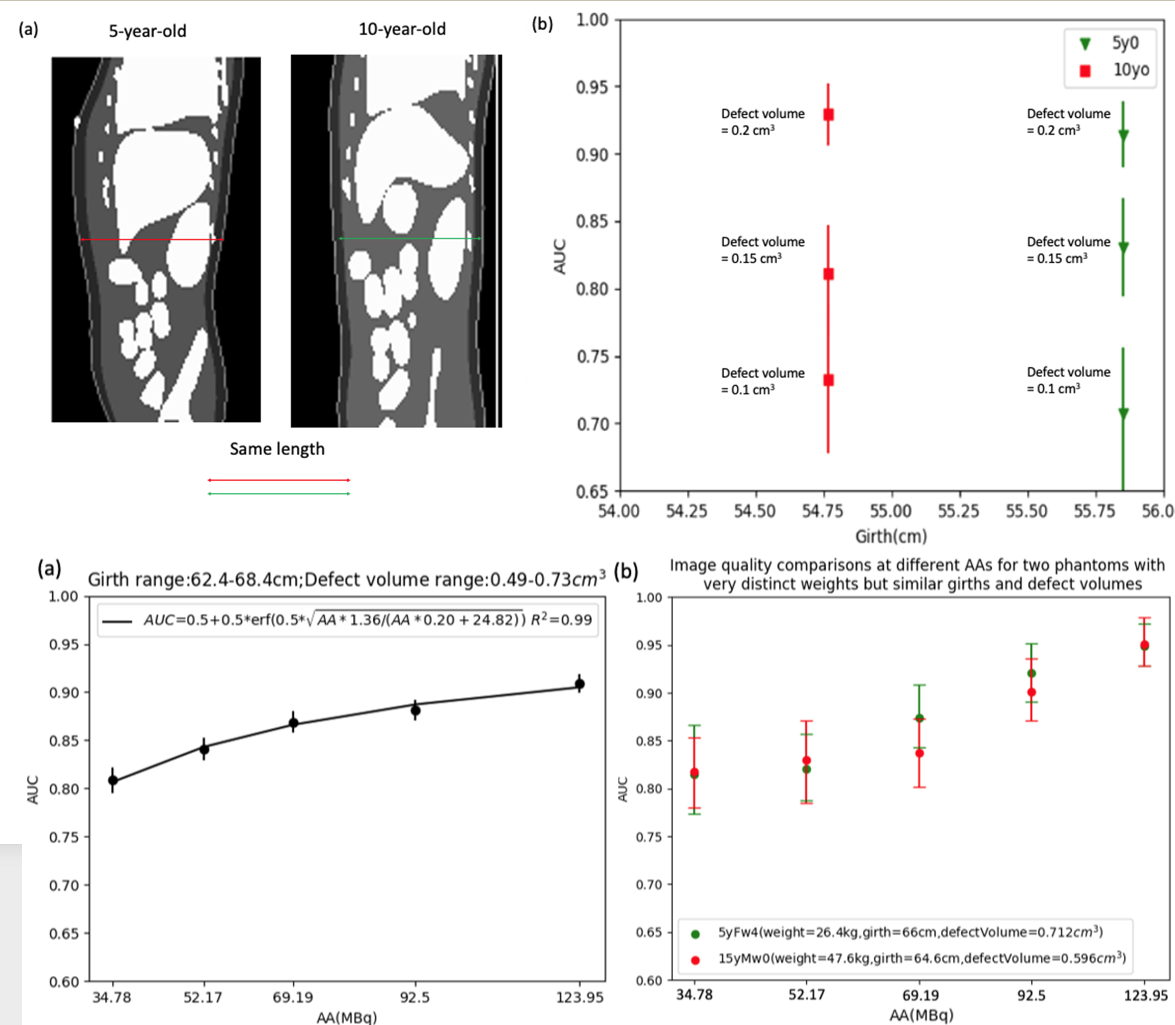 (a)
5-year-old
10-year-old
Same length
(b)
1.00
0.95
0.90
0.85
0.80
0.75
0.70
0.65
AUC
5y0
10yo
Defect volume
= 0.2 cm³
Defect volume
= 0.2 cm³
Defect volume
= 0.15 cm³
Defect volume
= 0.15 cm³
Defect volume
= 0.1 cm³
Defect volume
= 0.1 cm³
54.00 54.25 54.50 54.75 55.00 55.25 55.50 55.75 56.0
Girth(cm)
(a)
Girth range:62.4-68.4cm;Defect volume range:0.49-0.73cm³
AUC=0.5+0.5*erf(0.5*√AA * 1.36/(AA * 0.20 + 24.82)) R²=0.99
1.00
0.95
0.90
0.85
0.80
0.75
0.70
0.65
0.60
AUC
34.78 52.17 69.19 92.5 123.95
AA(MBq)
(b)
Image quality comparisons at different AAs for two phantoms with
very distinct weights but similar girths and defect volumes
1.00
0.95
0.90
0.85
0.80
0.75
0.70
0.65
0.60
AUC
5yFw4(weight=26.4kg,girth=66cm,defectVolume=0.712cm³)
15yMw0(weight=47.6kg,girth=64.6cm,defectVolume=0.596cm³)
34.78 52.17 69.19 92.5 123.95
AA(MBq)